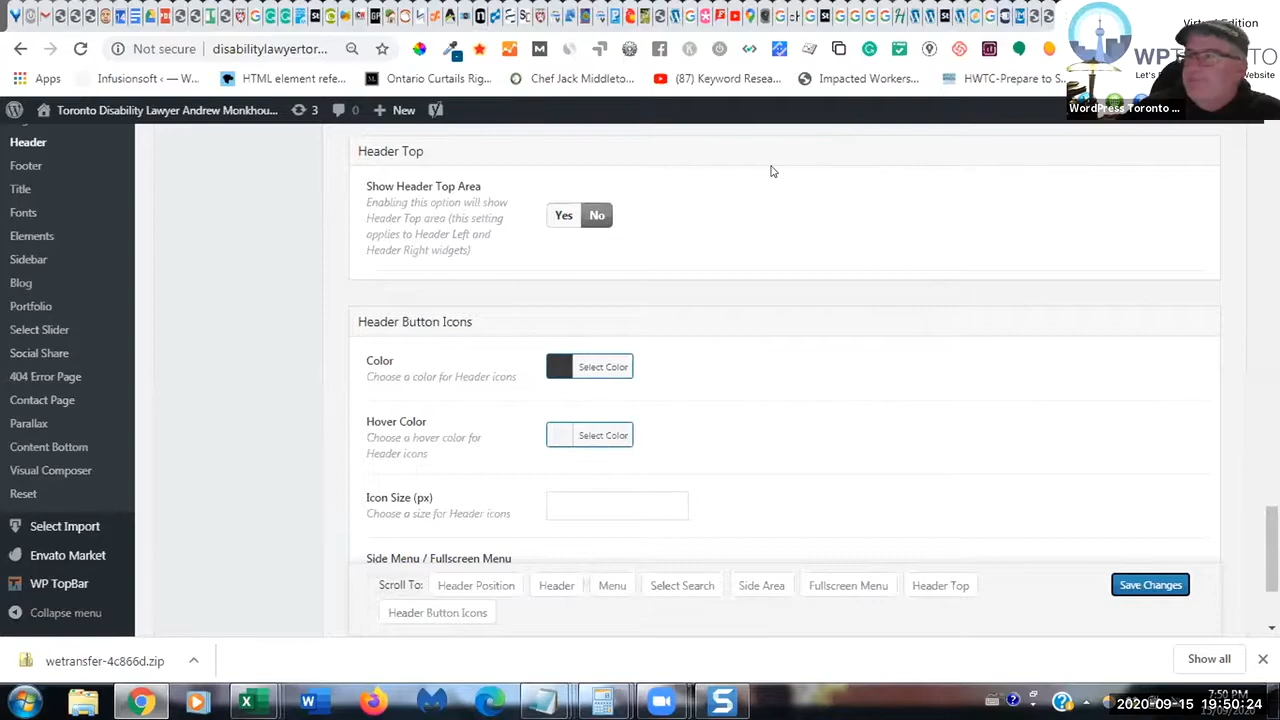 Not secure
disabilitylawyertor...
Virtual Edition
WPTORONTO
WordPress Toronto ...
Apps
Infusionsoft ‹ — W...
HTML element refe...
Ontario Curtails Rig...
Chef Jack Middleto...
(87) Keyword Resea...
Impacted Workers...
HWTC-Prepare to S...
Toronto Disability Lawyer Andrew Monkhou...
3
0
New
Header
Footer
Title
Fonts
Elements
Sidebar
Blog
Portfolio
Select Slider
Social Share
404 Error Page
Contact Page
Parallax
Content Bottom
Visual Composer
Reset
Select Import
Envato Market
WP TopBar
Collapse menu
Header Top
Show Header Top Area
Enabling this option will show
Header Top area (this setting
applies to Header Left and
Header Right widgets)
Yes No
Header Button Icons
Color
Choose a color for Header icons
Select Color
Hover Color
Choose a hover color for
Header icons
Select Color
Icon Size (px)
Choose a size for Header icons
Side Menu / Fullscreen Menu
Scroll To: Header Position Header Menu Select Search Side Area Fullscreen Menu Header Top
Header Button Icons
Save Changes
wetransfer-4c866d.zip
Show all
7:50 PM
2020-09-15 19:50:24